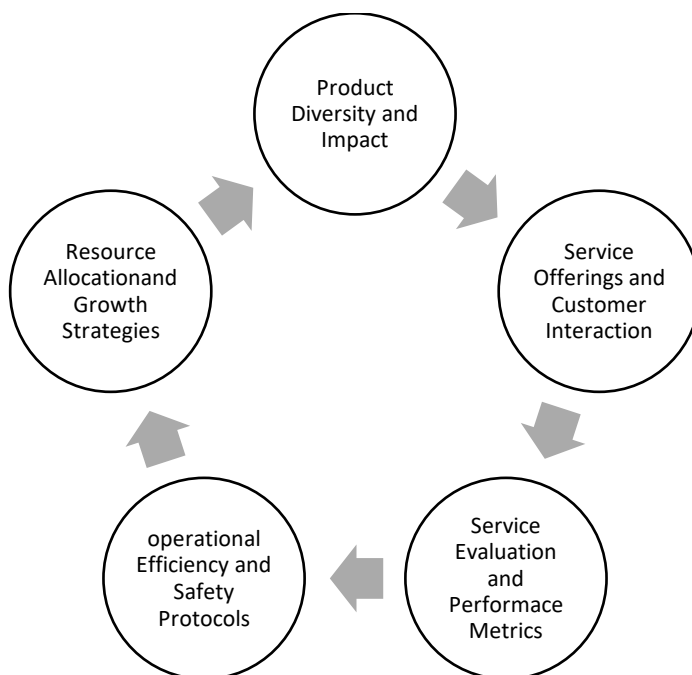 Product
Diversity and
Impact
Service
Offerings and
Customer
Interaction
Service
Evaluation
and
Performace
Metrics
operational
Efficiency and
Safety
Protocols
Resource
Allocationand
Growth
Strategies